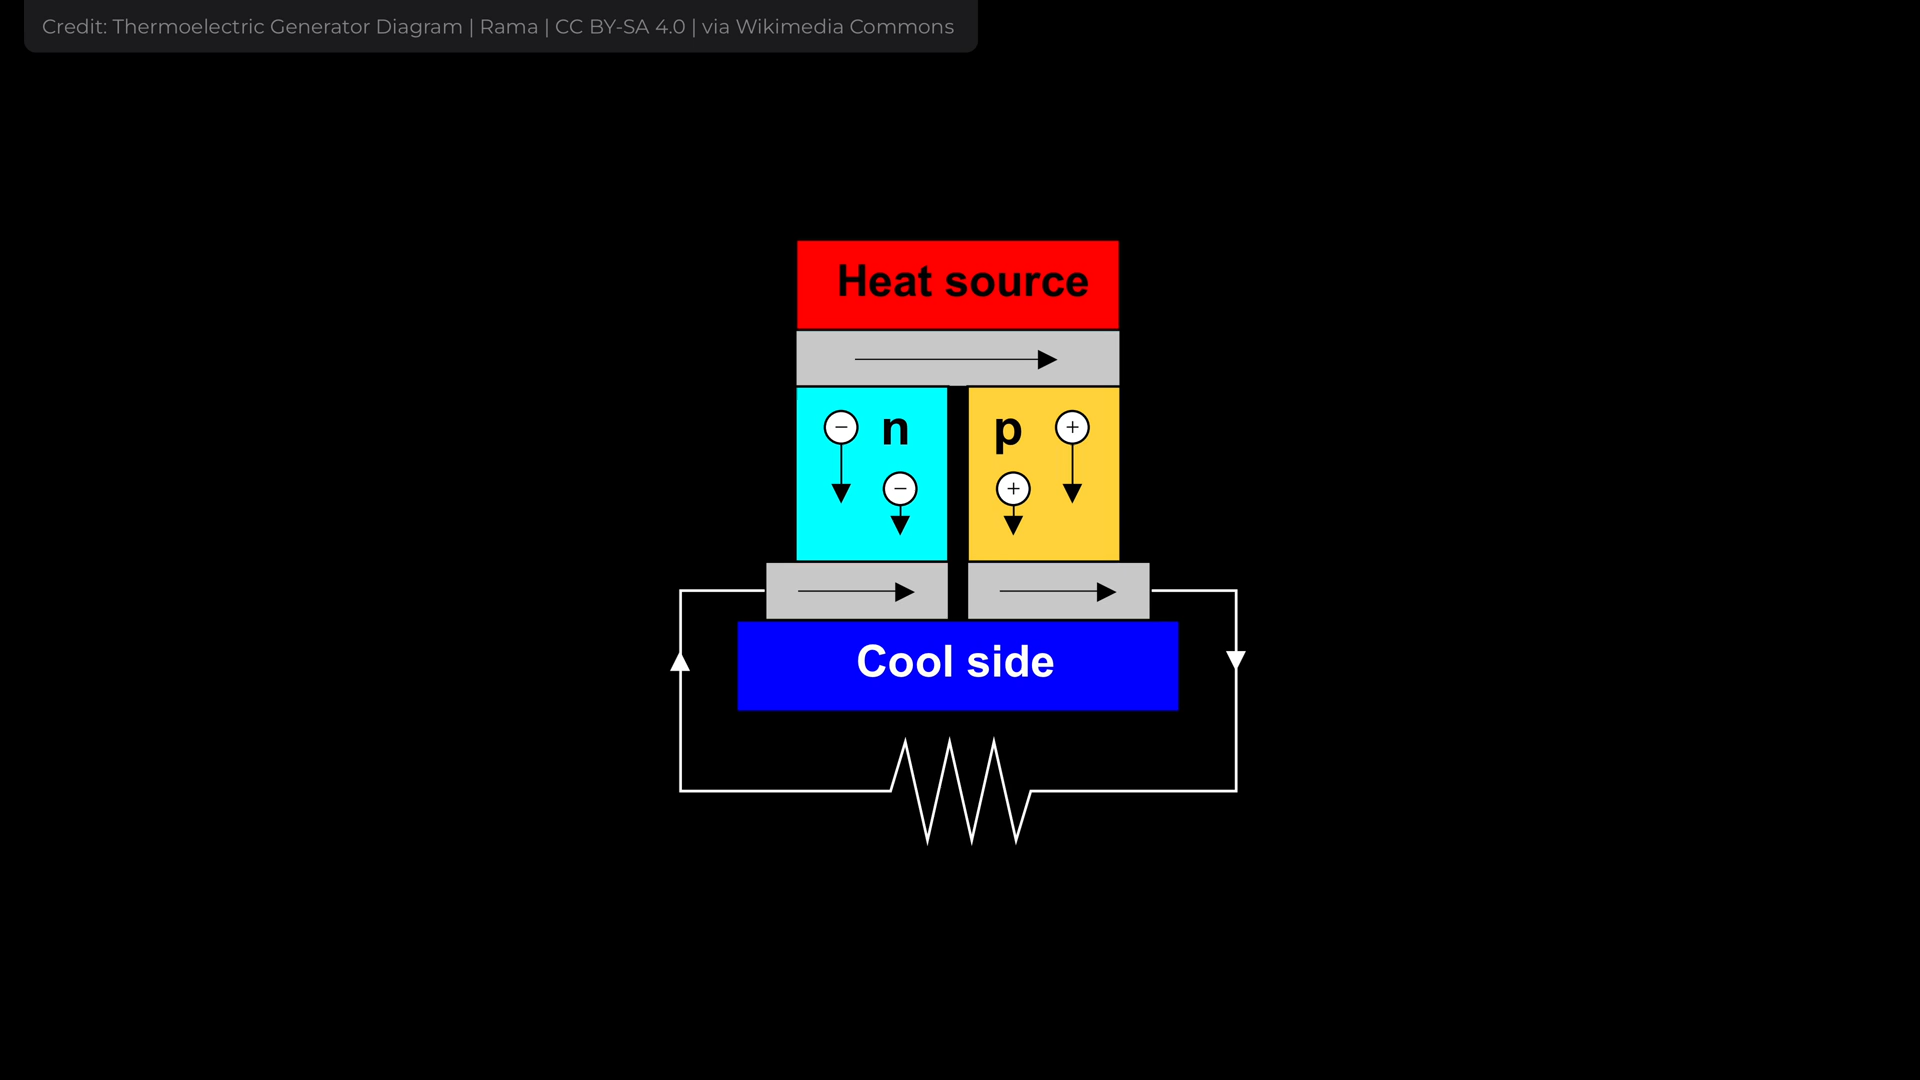 Credit: Thermoelectric Generator Diagram | Rama | CC BY-SA 4.0 | via Wikimedia Commons
Heat source
− n p +
− +
Cool side